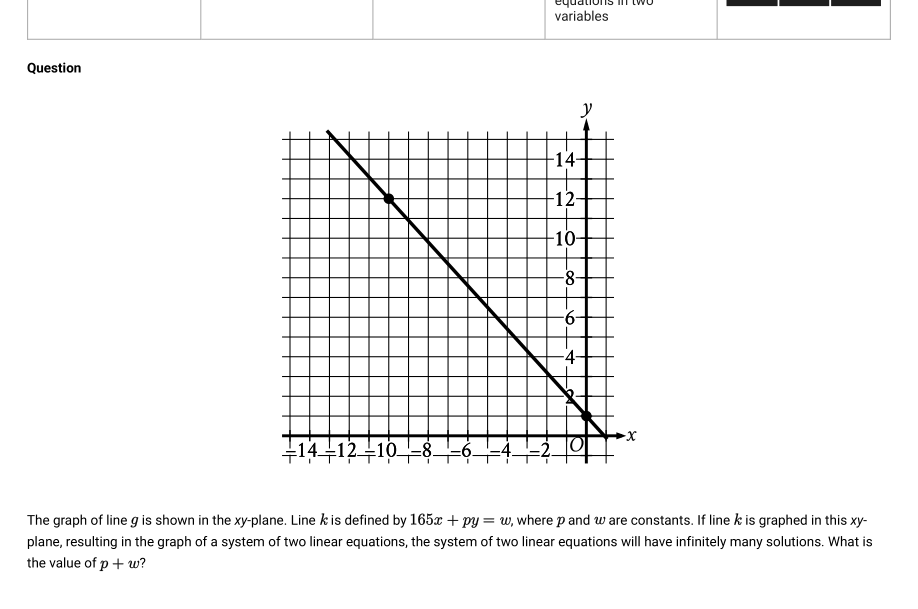 equations in two
variables
Question
y
14
12
10
8
6
4
2
−14 −12 −10 −8 −6 −4 −2 O x
The graph of line g is shown in the xy-plane. Line k is defined by 165x + py = w, where p and w are constants. If line k is graphed in this xy-
plane, resulting in the graph of a system of two linear equations, the system of two linear equations will have infinitely many solutions. What is
the value of p + w?